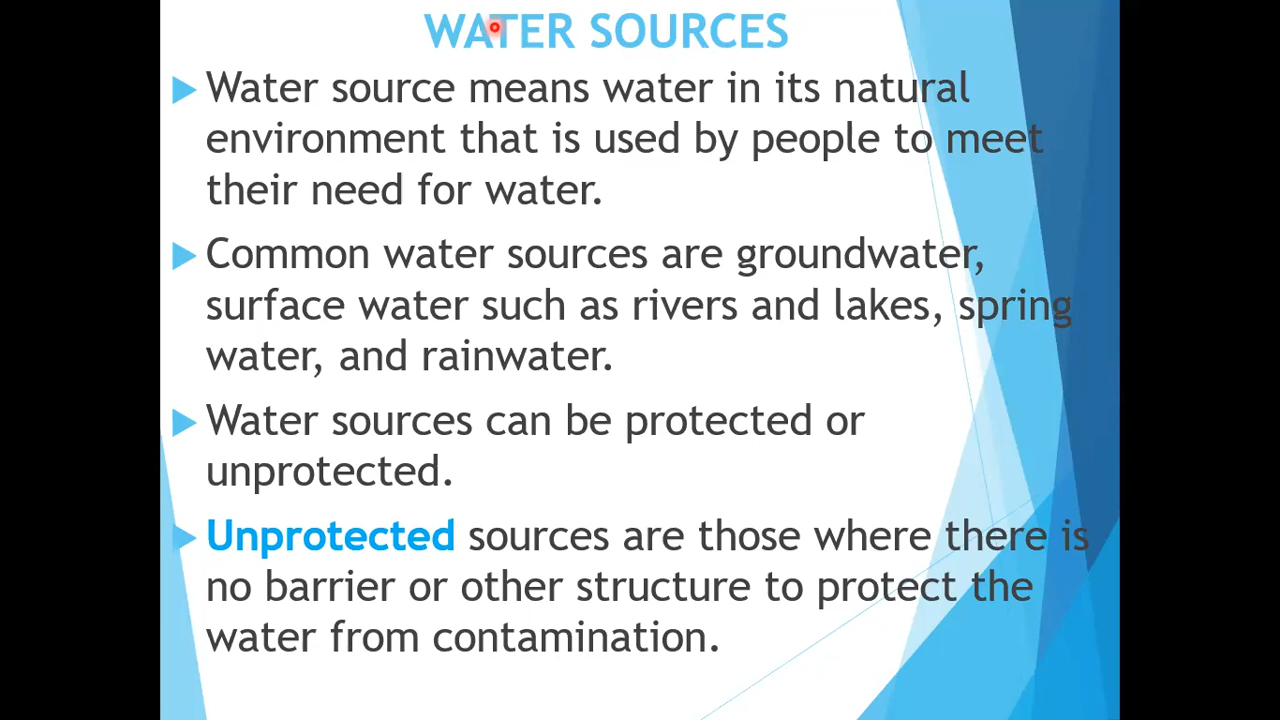 WATER SOURCES
Water source means water in its natural
environment that is used by people to meet
their need for water.
Common water sources are groundwater,
surface water such as rivers and lakes, spring
water, and rainwater.
Water sources can be protected or
unprotected.
Unprotected sources are those where there is
no barrier or other structure to protect the
water from contamination.